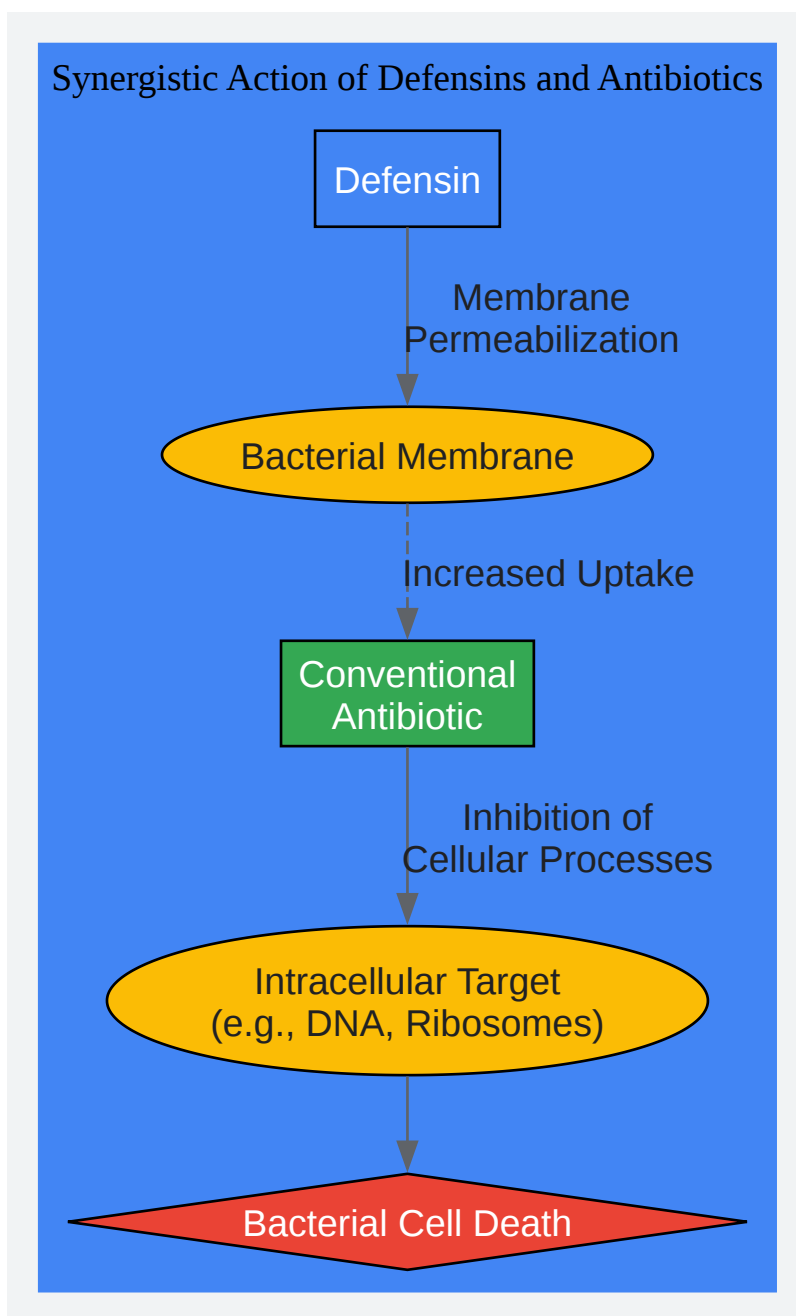 Synergistic Action of Defensins and Antibiotics
Defensin
Membrane
Permeabilization
Bacterial Membrane
Increased Uptake
Conventional
Antibiotic
Inhibition of
Cellular Processes
Intracellular Target
(e.g., DNA, Ribosomes)
Bacterial Cell Death